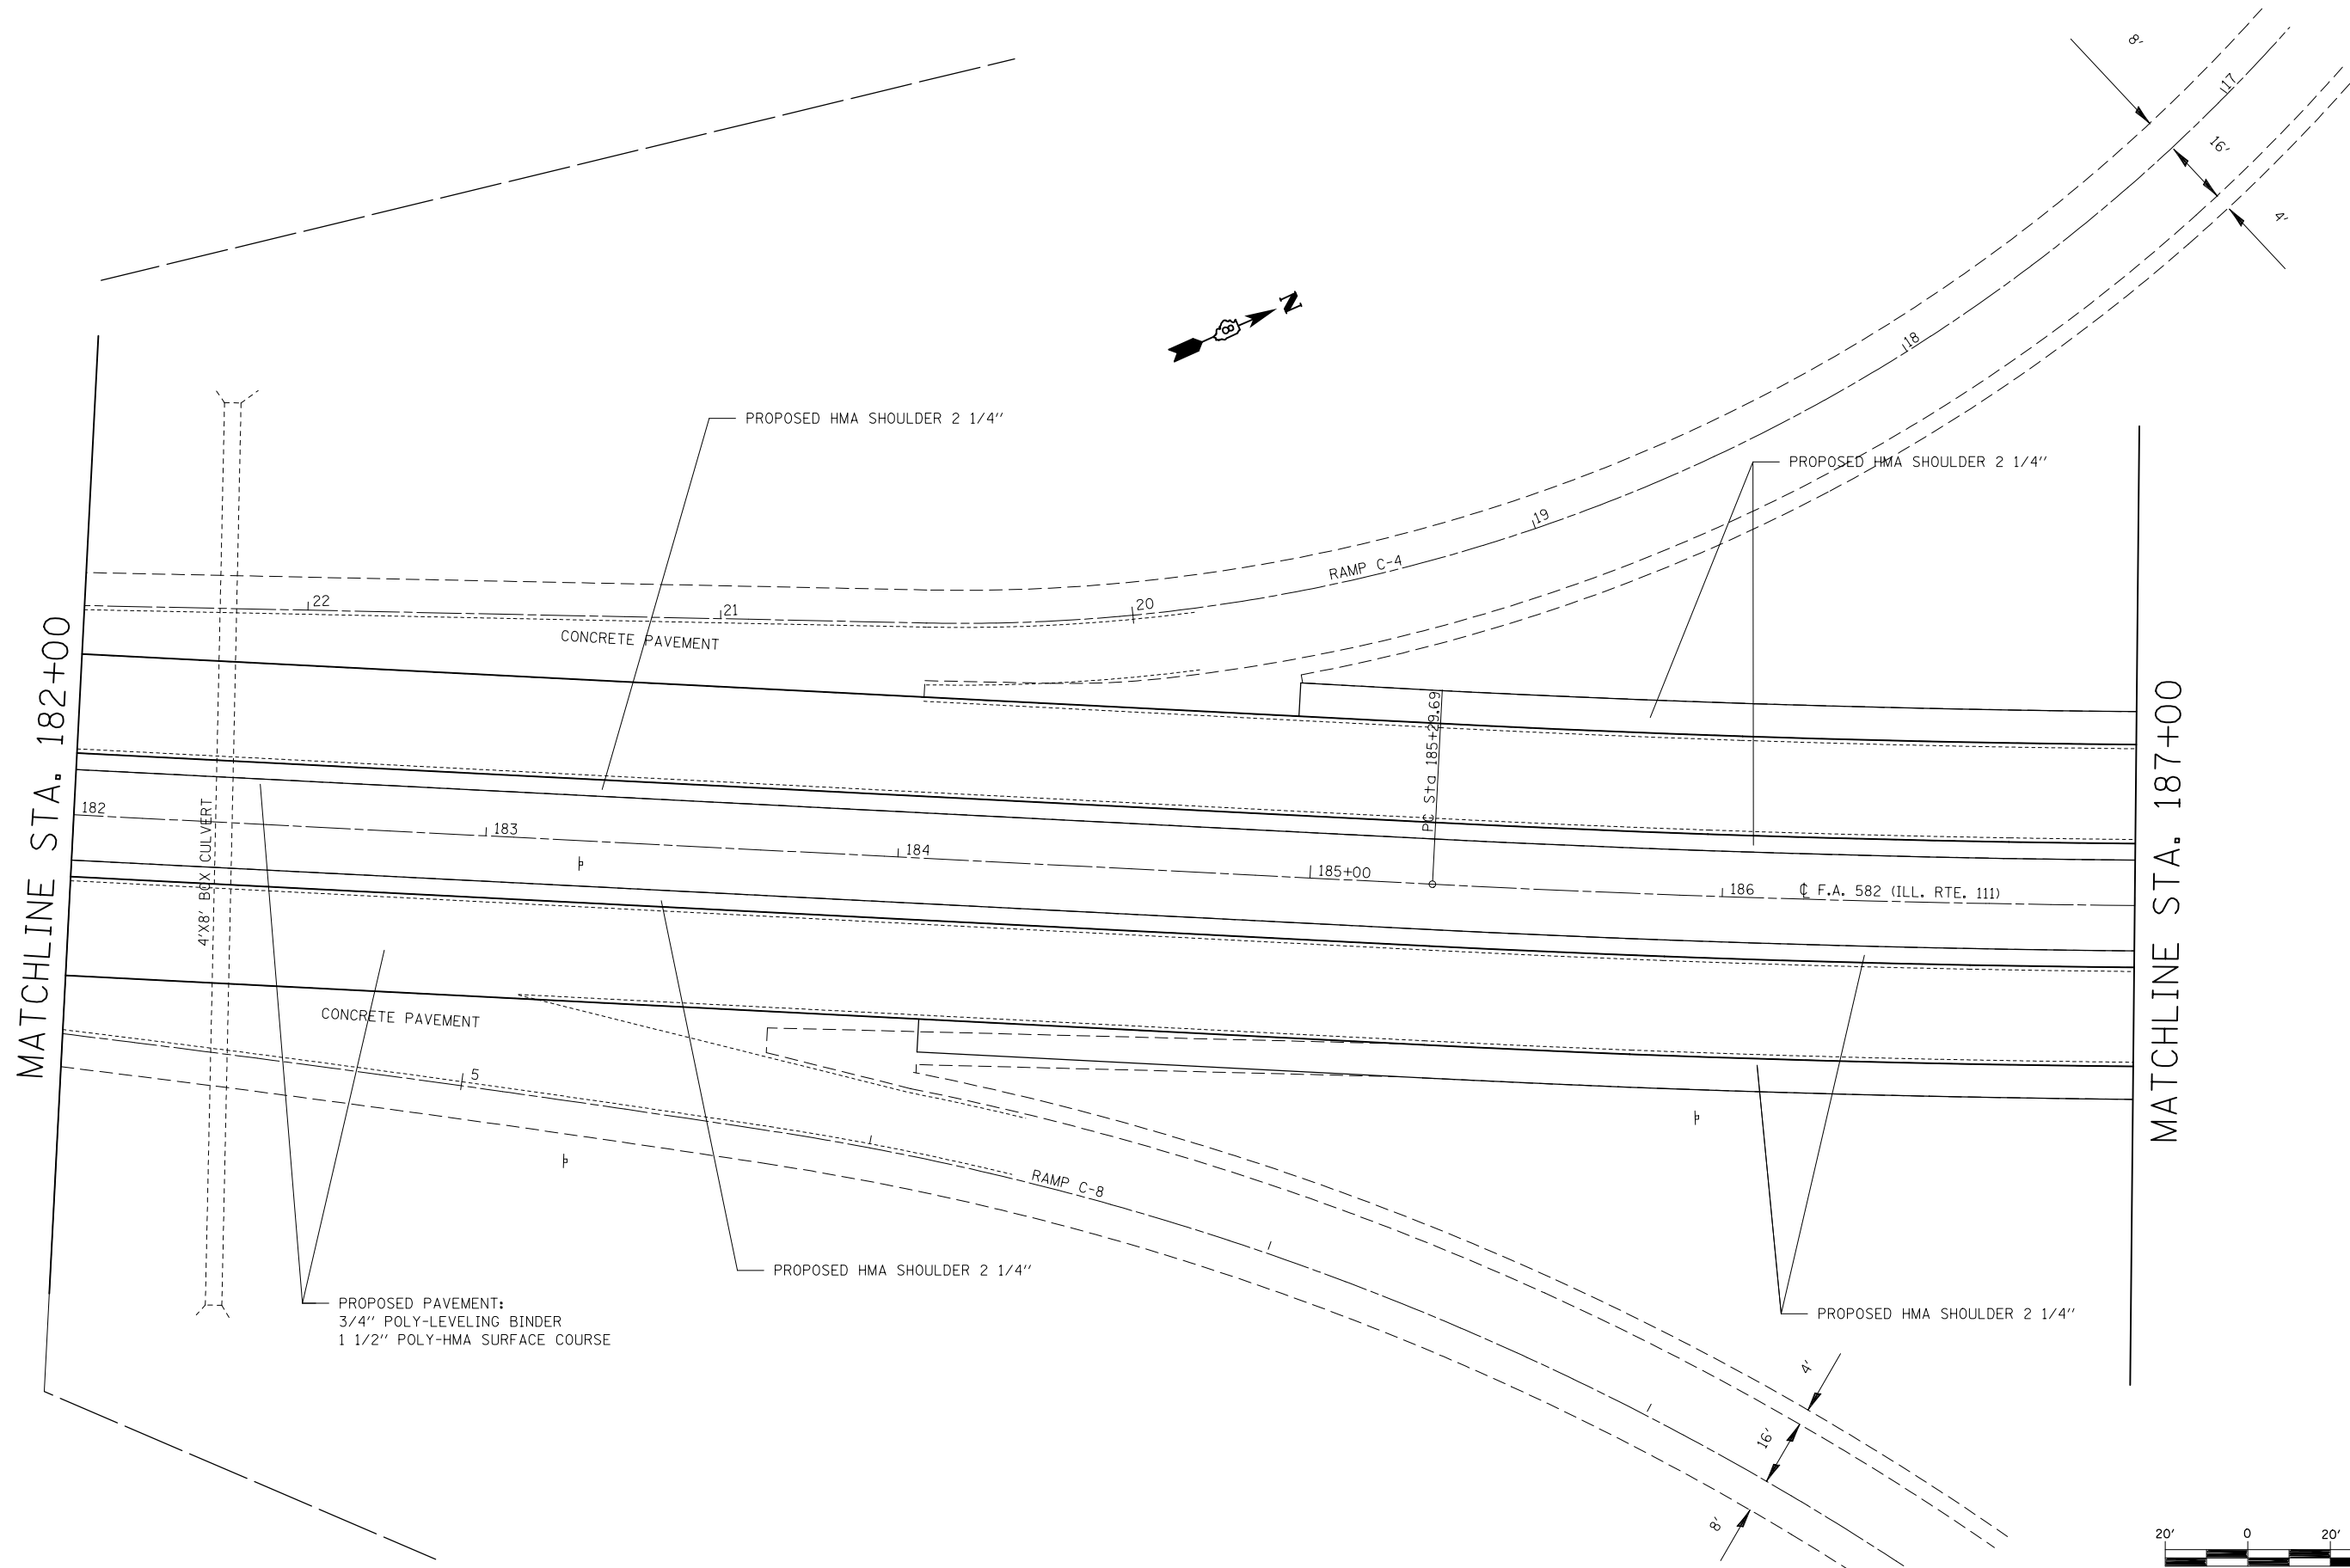 8'
17
16'
4'
18
N
8
PROPOSED HMA SHOULDER 2 1/4"
PROPOSED HMA SHOULDER 2 1/4"
19
RAMP C-4
22
21
20
CONCRETE PAVEMENT
MATCHLINE STA. 182+00
MATCHLINE STA. 187+00
PC Sta 185+29.69
182
183
184
185+00
186
℄ F.A. 582 (ILL. RTE. 111)
4'X8' BOX CULVERT
CONCRETE PAVEMENT
5
RAMP C-8
PROPOSED HMA SHOULDER 2 1/4"
PROPOSED PAVEMENT:
3/4" POLY-LEVELING BINDER
1 1/2" POLY-HMA SURFACE COURSE
PROPOSED HMA SHOULDER 2 1/4"
4'
16'
8'
20' 0 20'